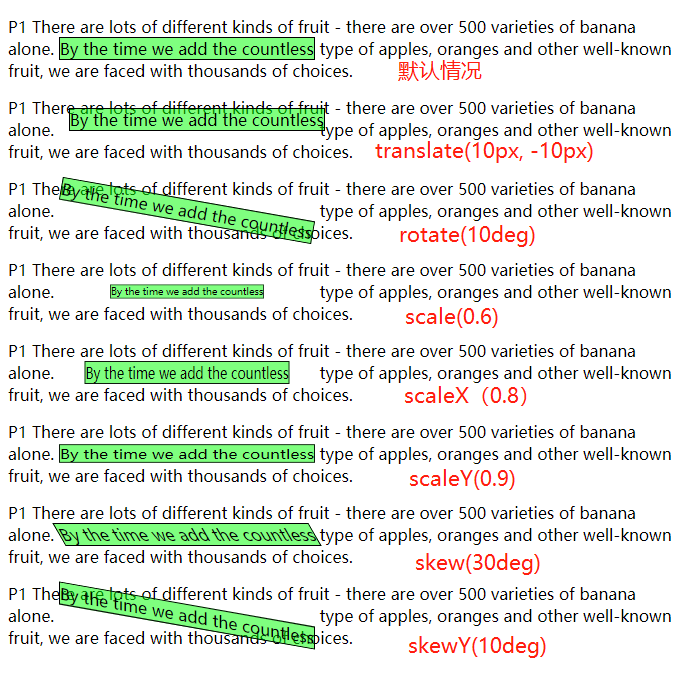 P1 There are lots of different kinds of fruit - there are over 500 varieties of banana
alone. By the time we add the countless type of apples, oranges and other well-known
fruit, we are faced with thousands of choices. 默认情况
P1 There are lots of different kinds of fruit - there are over 500 varieties of banana
alone. By the time we add the countless type of apples, oranges and other well-known
fruit, we are faced with thousands of choices. translate(10px, -10px)
P1 There are lots of different kinds of fruit - there are over 500 varieties of banana
alone. By the time we add the countless type of apples, oranges and other well-known
fruit, we are faced with thousands of choices. rotate(10deg)
P1 There are lots of different kinds of fruit - there are over 500 varieties of banana
alone. By the time we add the countless type of apples, oranges and other well-known
fruit, we are faced with thousands of choices. scale(0.6)
P1 There are lots of different kinds of fruit - there are over 500 varieties of banana
alone. By the time we add the countless type of apples, oranges and other well-known
fruit, we are faced with thousands of choices. scaleX（0.8）
P1 There are lots of different kinds of fruit - there are over 500 varieties of banana
alone. By the time we add the countless type of apples, oranges and other well-known
fruit, we are faced with thousands of choices. scaleY(0.9)
P1 There are lots of different kinds of fruit - there are over 500 varieties of banana
alone. By the time we add the countless type of apples, oranges and other well-known
fruit, we are faced with thousands of choices. skew(30deg)
P1 There are lots of different kinds of fruit - there are over 500 varieties of banana
alone. By the time we add the countless type of apples, oranges and other well-known
fruit, we are faced with thousands of choices. skewY(10deg)